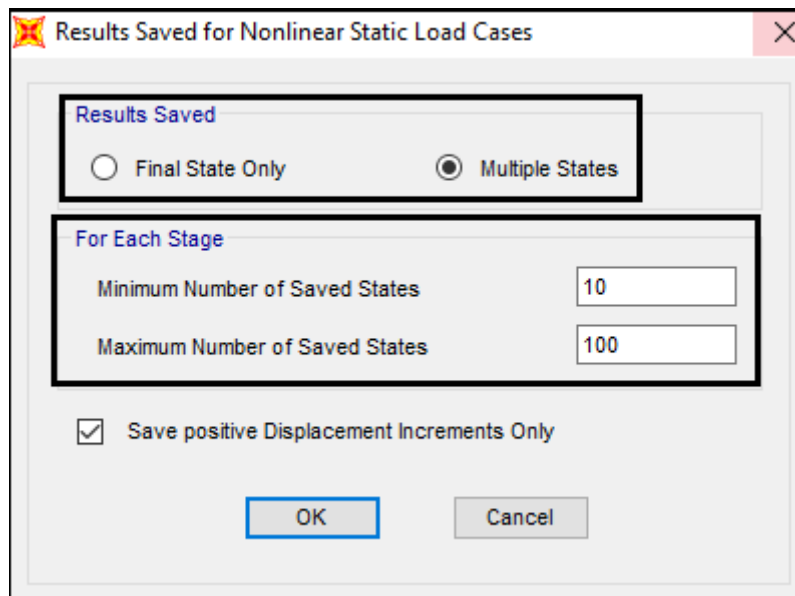 Results Saved for Nonlinear Static Load Cases
Results Saved
Final State Only Multiple States
For Each Stage
Minimum Number of Saved States 10
Maximum Number of Saved States 100
Save positive Displacement Increments Only
OK Cancel